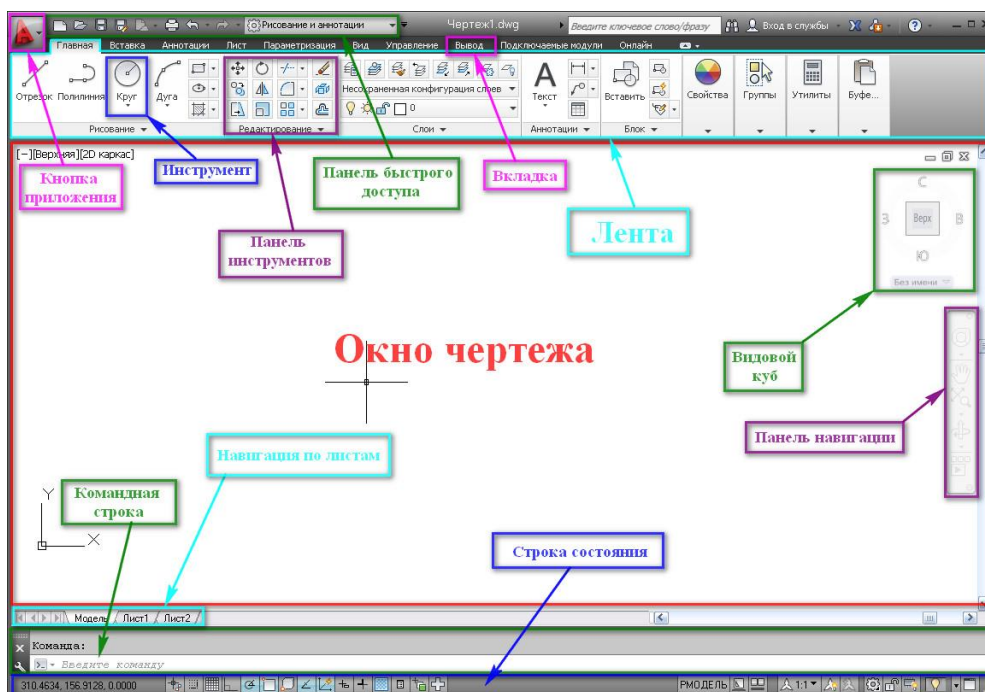 Рисование и аннотации
Чертеж1.dwg
Введите ключевое слово/фразу
Вход в службы
Главная Вставка Аннотации Лист Параметризация Вид Управление Вывод Подключаемые модули Онлайн
Отрезок Полилиния Круг Дуга
Несохраненная конфигурация слоев
0
Текст
Вставить
Свойства Группы Утилиты Буфе...
Рисование Редактирование Слои Аннотации Блок
[-][Верхняя][2D каркас]
Кнопка
приложения
Инструмент
Панель быстрого
доступа
Вкладка
Лента
Панель
инструментов
С
З Верх В
Ю
Без имени
Окно чертежа
Видовой
куб
Панель навигации
Навигация по листам
Командная
строка
Y
X
Строка состояния
Модель Лист1 Лист2
Команда:
Введите команду
310.4634, 156.9128, 0.0000
РМОДЕЛЬ
1:1